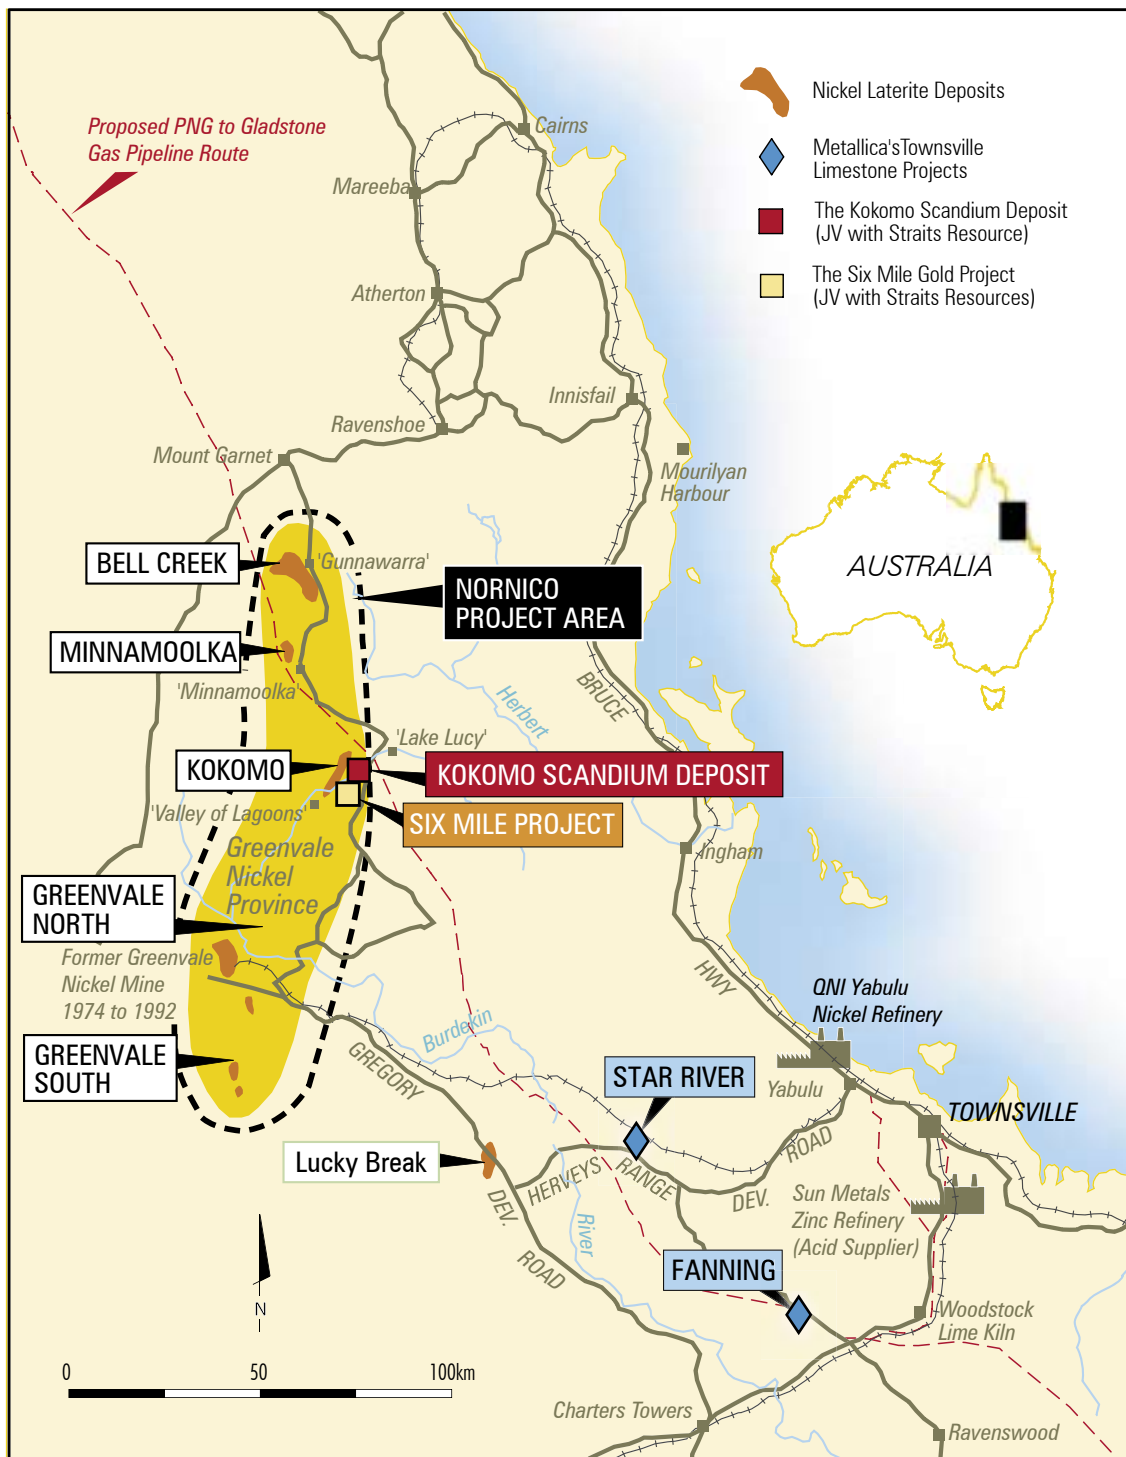 Nickel Laterite Deposits
Metallica'sTownsville
Limestone Projects
The Kokomo Scandium Deposit
(JV with Straits Resource)
The Six Mile Gold Project
(JV with Straits Resources)
Proposed PNG to Gladstone
Gas Pipeline Route
Cairns
Mareeba
Atherton
Innisfail
Ravenshoe
Mount Garnet
Mourilyan
Harbour
AUSTRALIA
BELL CREEK
'Gunnawarra'
NORNICO
PROJECT AREA
MINNAMOOLKA
'Minnamoolka'
Herbert
BRUCE
'Lake Lucy'
KOKOMO
KOKOMO SCANDIUM DEPOSIT
'Valley of Lagoons'
SIX MILE PROJECT
Ingham
Greenvale
Nickel
Province
GREENVALE
NORTH
Former Greenvale
Nickel Mine
1974 to 1992
HWY
QNI Yabulu
Nickel Refinery
Burdekin
GREGORY
GREENVALE
SOUTH
STAR RIVER
Yabulu
TOWNSVILLE
Lucky Break
HERVEYS
RANGE
DEV.
ROAD
DEV.
ROAD
River
Sun Metals
Zinc Refinery
(Acid Supplier)
FANNING
Woodstock
Lime Kiln
N
0
50
100km
Charters Towers
Ravenswood